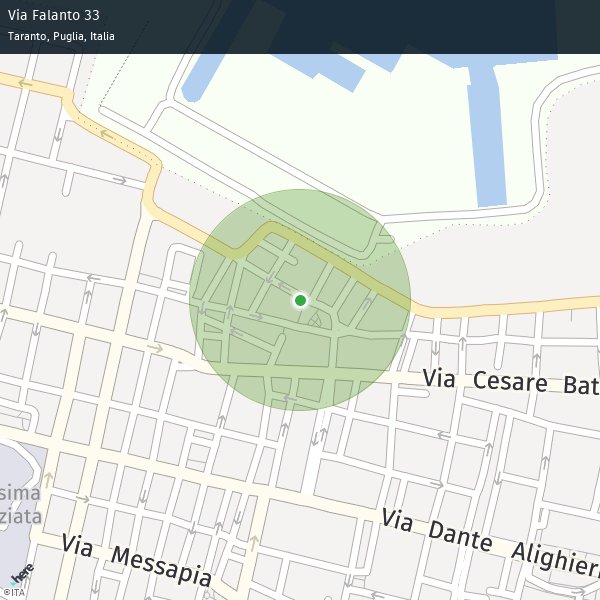 Via Falanto 33
Taranto, Puglia, Italia
Via Cesare Bat
sima
ziata
Via Dante Alighieri
Via Messapia
here
©ITA